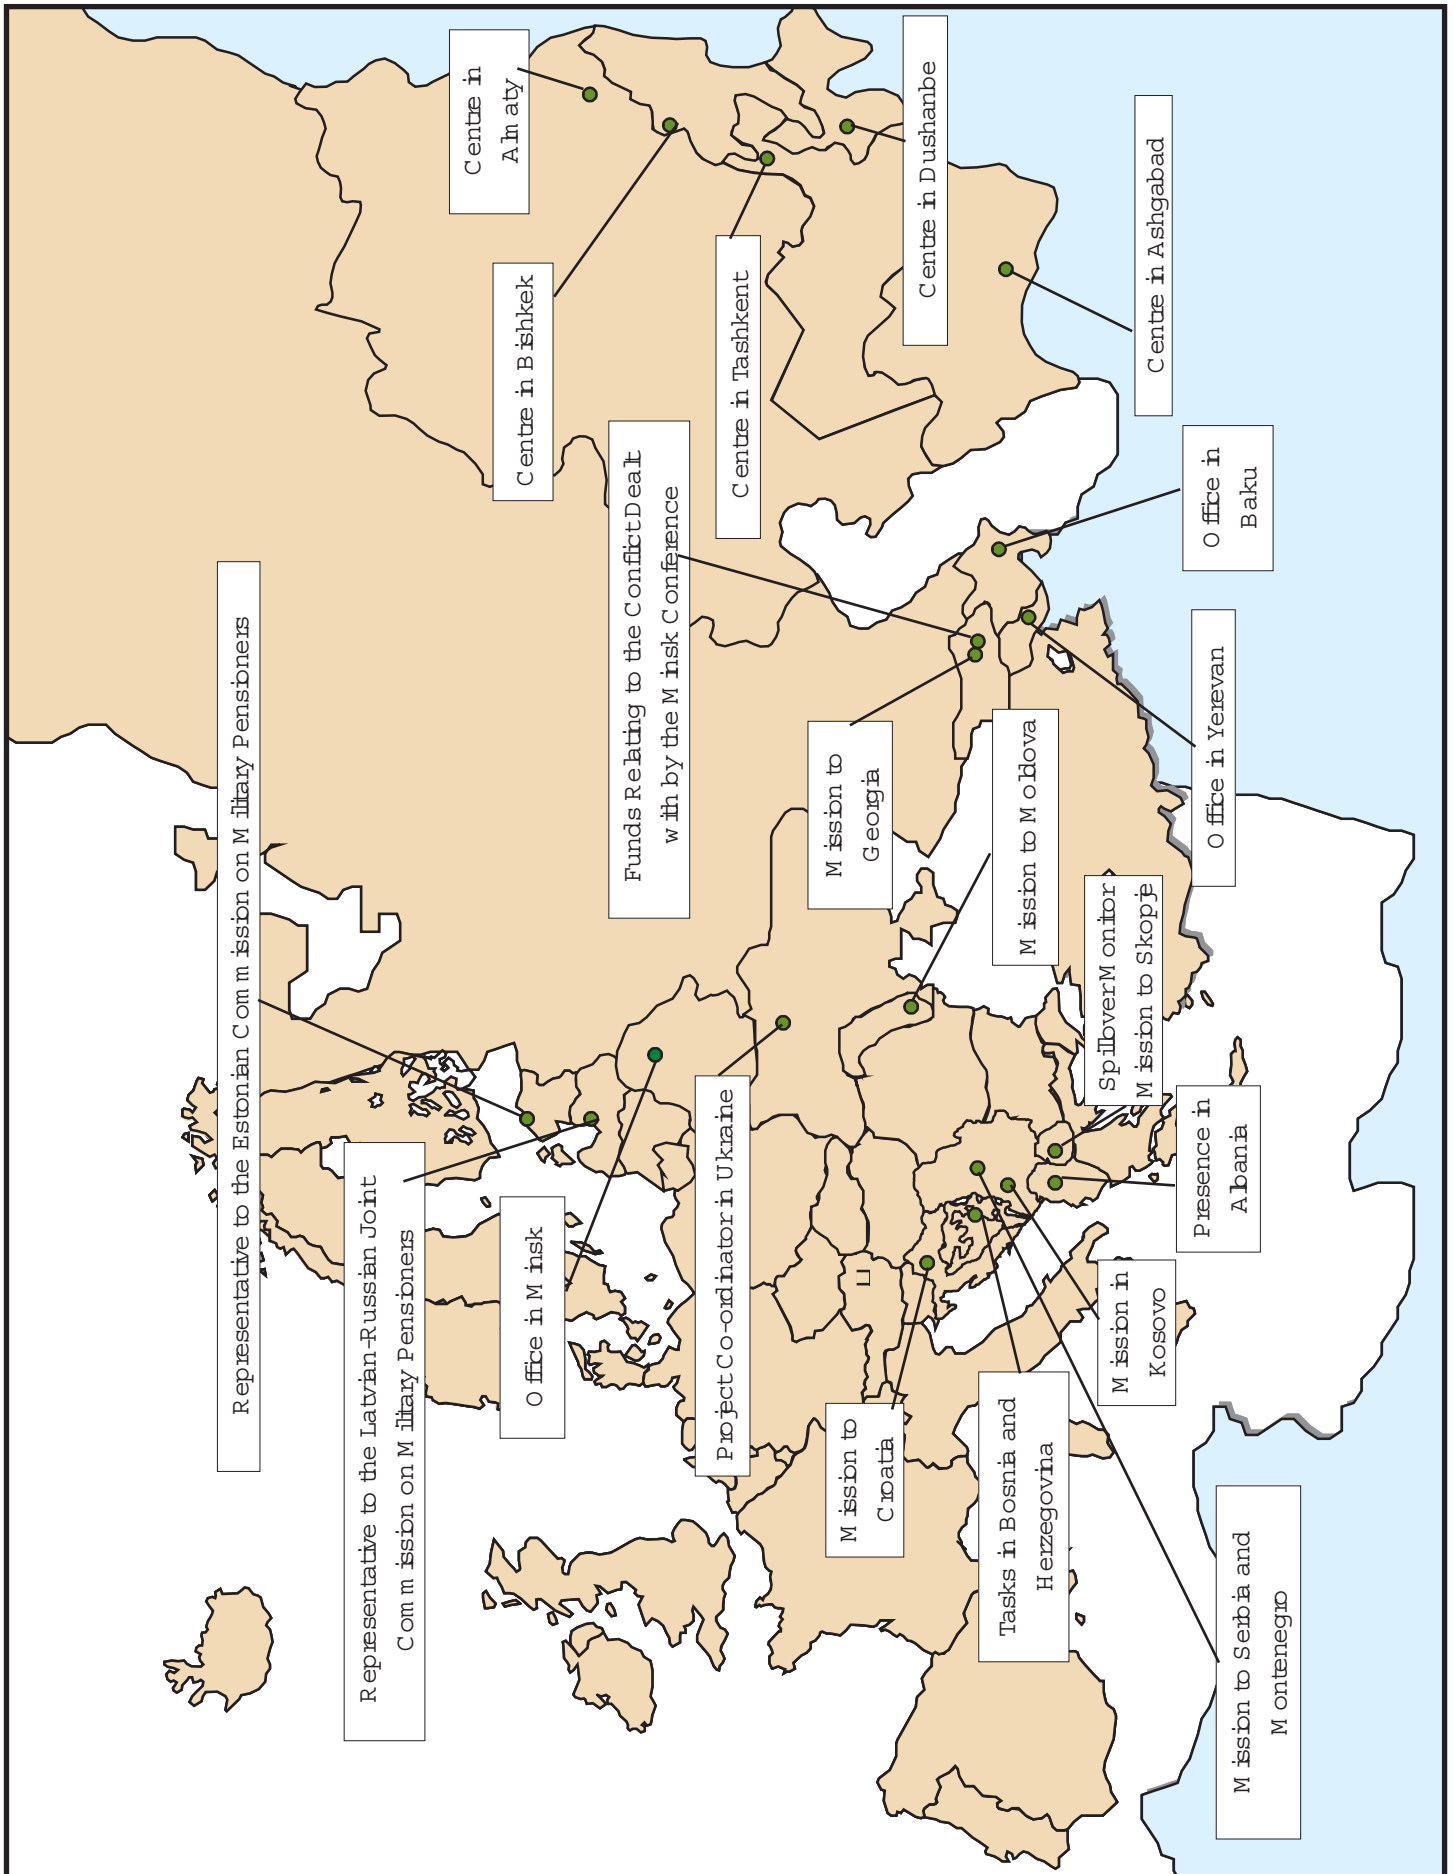 Representative to the Estonian Commission on Military Pensioners
Representative to the Latvian-Russian Joint
Commission on Military Pensioners
Centre in
Almaty
Centre in Bishkek
Office in Minsk
Funds Relating to the Conflict Dealt
with by the Minsk Conference
Project Co-ordinator in Ukraine
Centre in Tashkent
Mission to
Georgia
Mission to
Croatia
Centre in Dushanbe
Mission to Moldova
Tasks in Bosnia and
Herzegovina
Spillover Monitor
Mission to Skopje
Mission in
Kosovo
Centre in Ashgabad
Presence in
Albania
Office in
Baku
Office in Yerevan
Mission to Serbia and
Montenegro